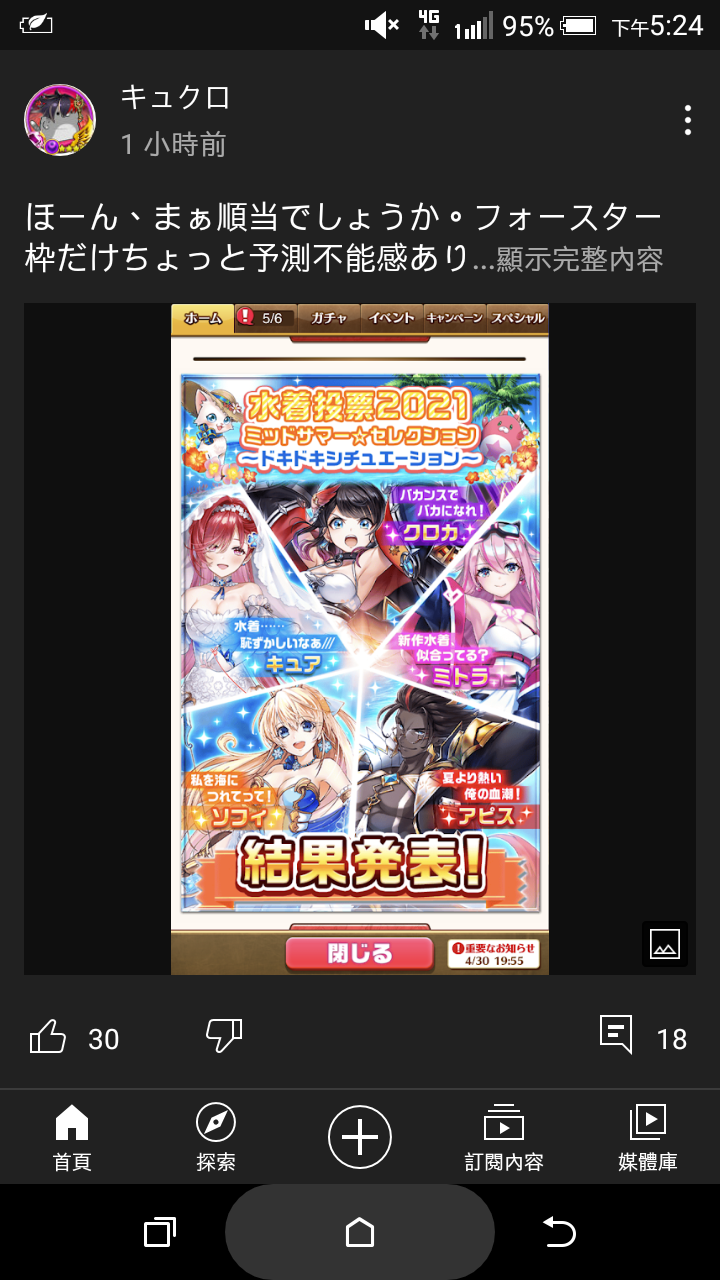 4G
1
95%
下午5:24
キュクロ
1 小時前
ほーん、まぁ順当でしょうか。フォースター
枠だけちょっと予測不能感あり...顯示完整內容
ホーム
! 5/6
ガチャ
イベント
キャンペーン
スペシャル
水着投票2021
ミッドサマー☆セレクション
～ドキドキシチュエーション～
バカンスで
バカになれ!
クロカ
水着……
恥ずかしいなぁ///
キュア
新作水着、
似合ってる?
ミトラ
私を海に
つれてって!
ソフィ
夏より熱い
俺の血潮!
アピス
結果発表!
閉じる
!重要なお知らせ
4/30 19:55
30
18
首頁
探索
訂閱內容
媒體庫